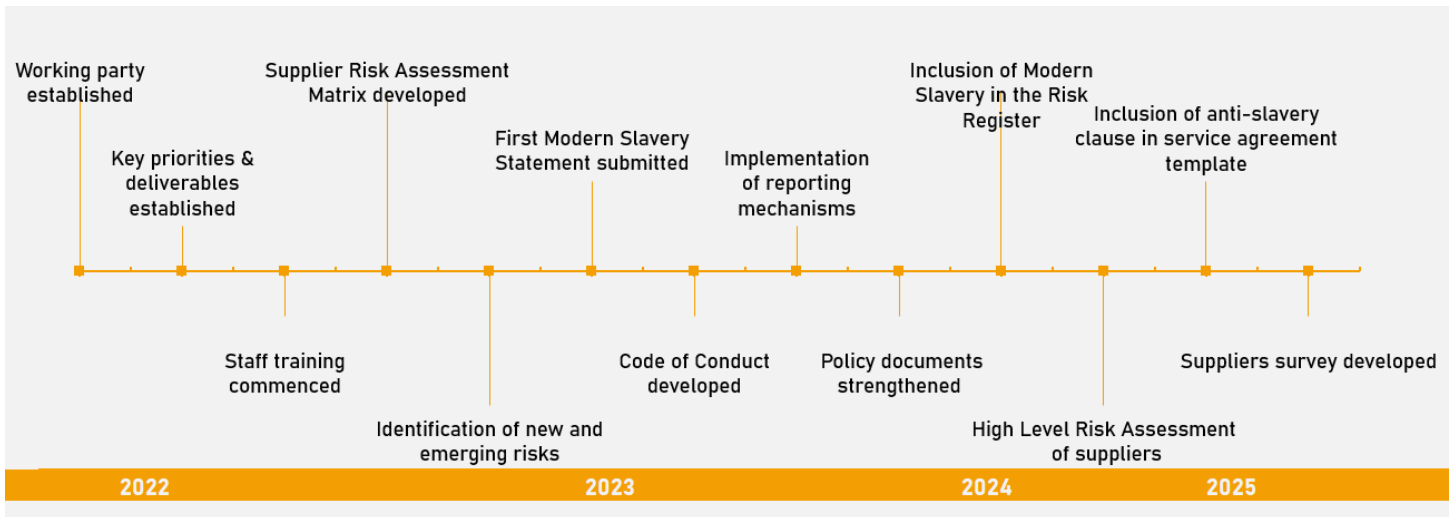 Working party
established
Key priorities &
deliverables
established
Staff training
commenced
Supplier Risk Assessment
Matrix developed
Identification of new and
emerging risks
First Modern Slavery
Statement submitted
Code of Conduct
developed
Implementation
of reporting
mechanisms
Policy documents
strengthened
Inclusion of Modern
Slavery in the Risk
Register
High Level Risk Assessment
of suppliers
Inclusion of anti-slavery
clause in service agreement
template
Suppliers survey developed
2022
2023
2024
2025